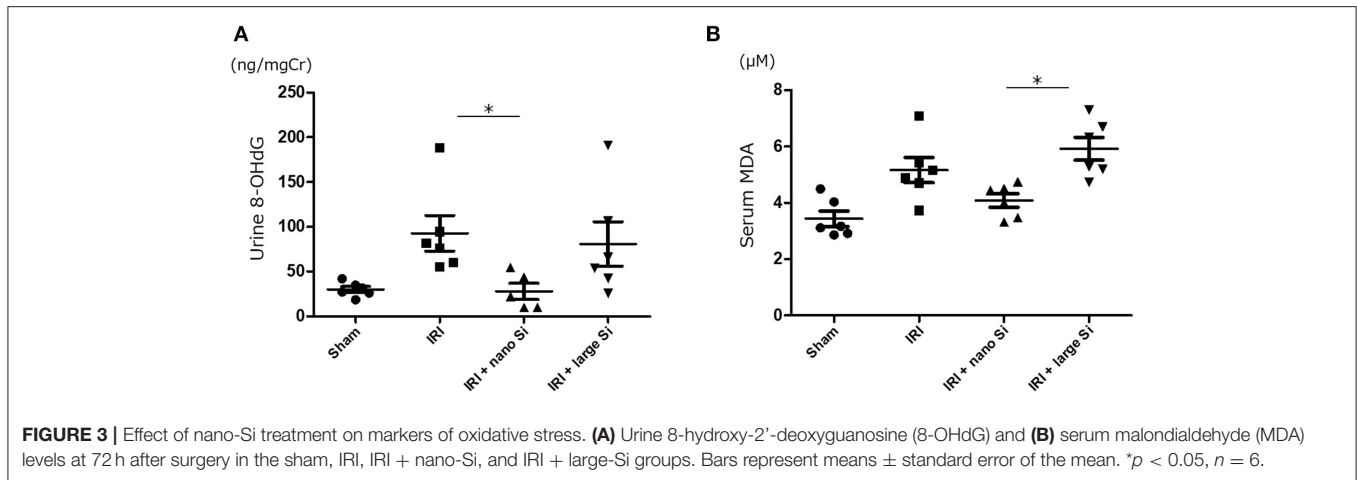 A
(ng/mgCr)
Urine 8-OHdG
250
200
150
100
50
0
*
Sham
IRI
IRI + nano Si
IRI + large Si
B
(µM)
Serum MDA
8
6
4
2
0
*
Sham
IRI
IRI + nano Si
IRI + large Si
FIGURE 3 | Effect of nano-Si treatment on markers of oxidative stress. (A) Urine 8-hydroxy-2’-deoxyguanosine (8-OHdG) and (B) serum malondialdehyde (MDA)
levels at 72 h after surgery in the sham, IRI, IRI + nano-Si, and IRI + large-Si groups. Bars represent means ± standard error of the mean. *p < 0.05, n = 6.